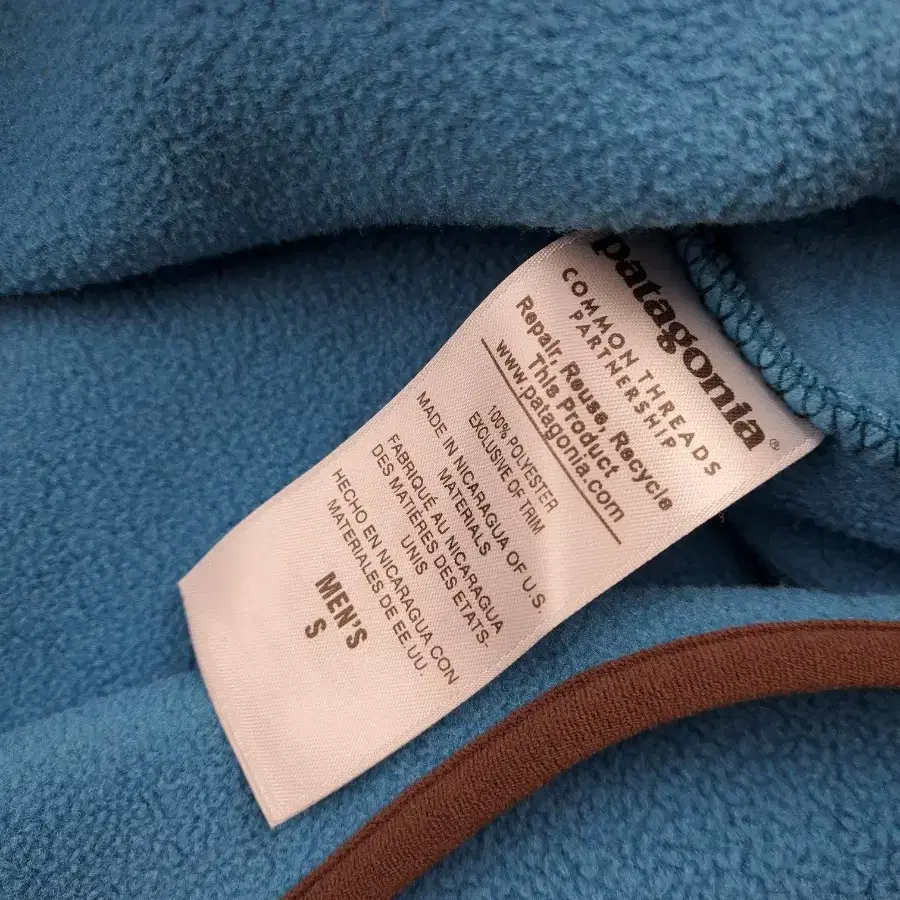 patagonia®
COMMON THREADS
PARTNERSHIP
Repair, Reuse, Recycle
This Product
www.patagonia.com
100% POLYESTER
EXCLUSIVE OF TRIM
MADE IN NICARAGUA OF U.S.
MATERIALS
FABRIQUÉ AU NICARAGUA
DES MATIÈRES DES ETATS-
UNIS
HECHO EN NICARAGUA CON
MATERIALES DE EE.UU.
MEN'S
S